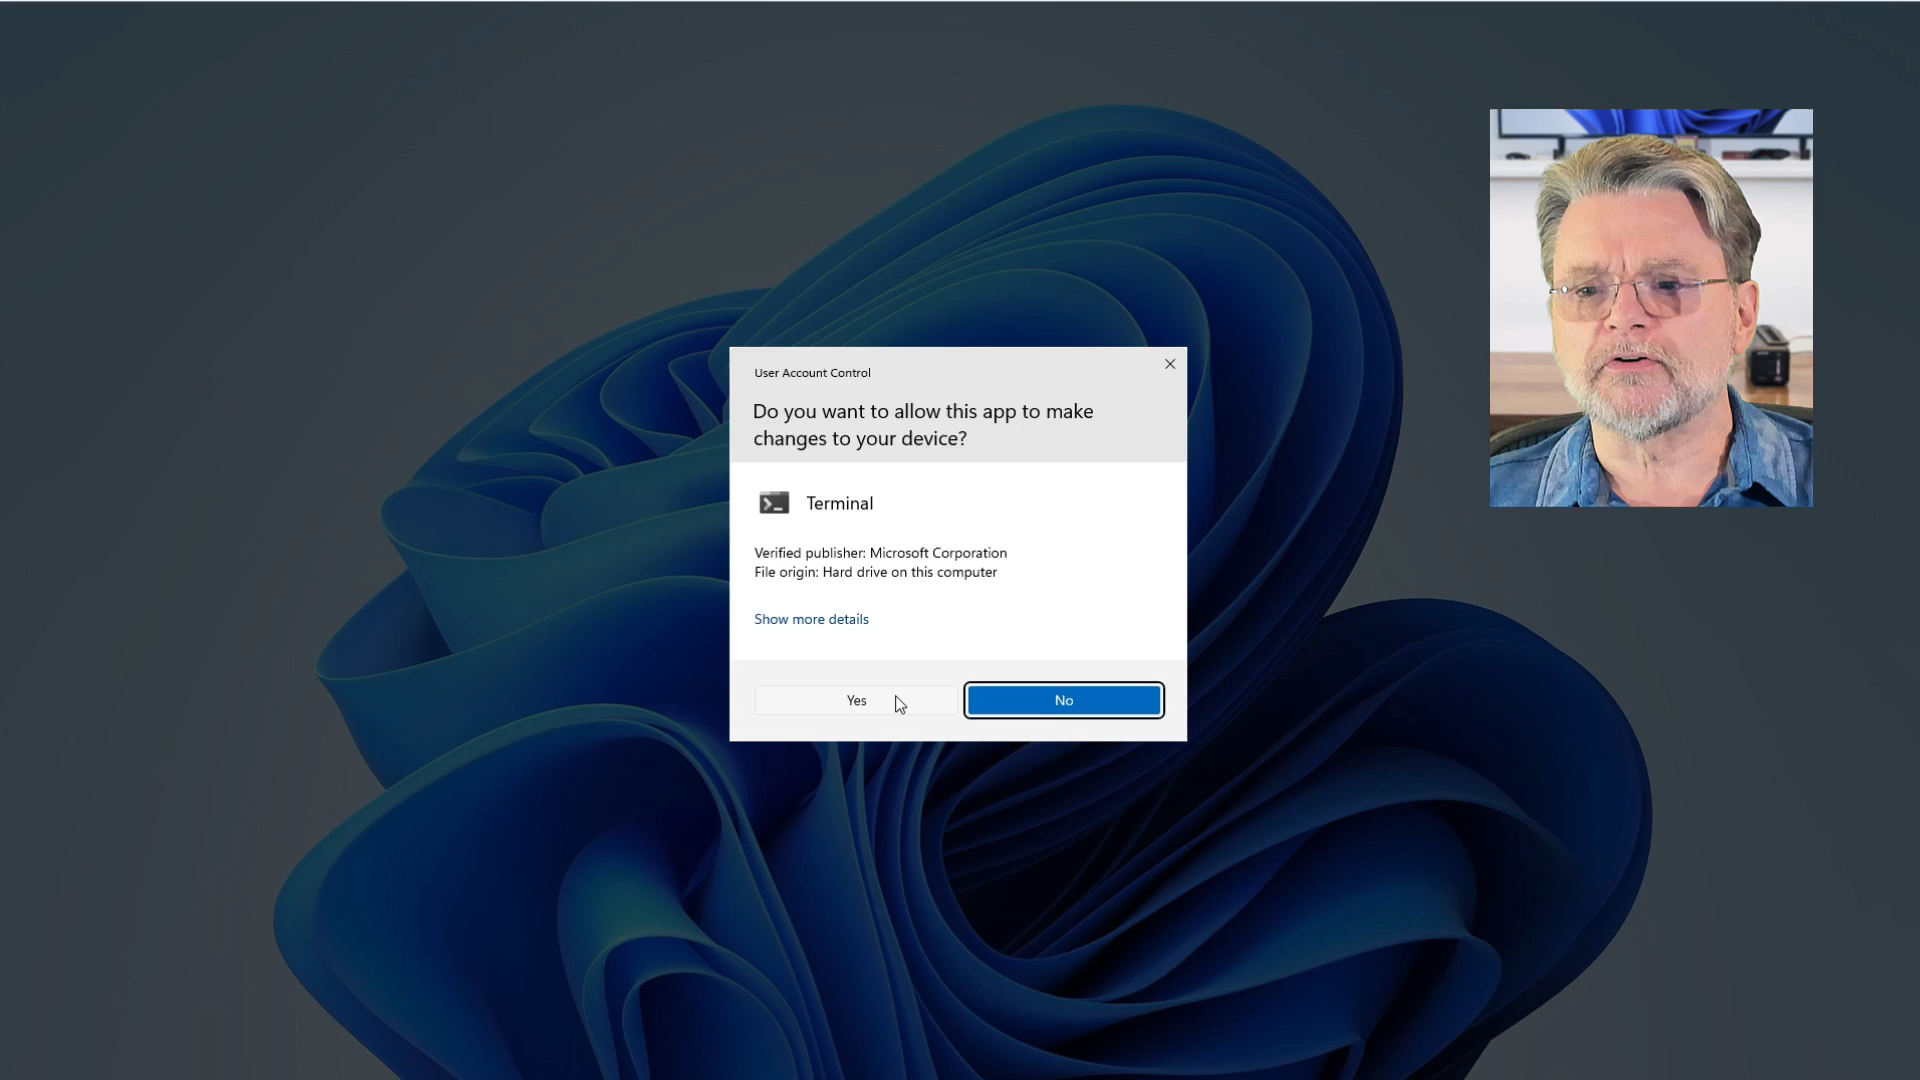 User Account Control
Do you want to allow this app to make
changes to your device?
Terminal
Verified publisher: Microsoft Corporation
File origin: Hard drive on this computer
Show more details
Yes
No